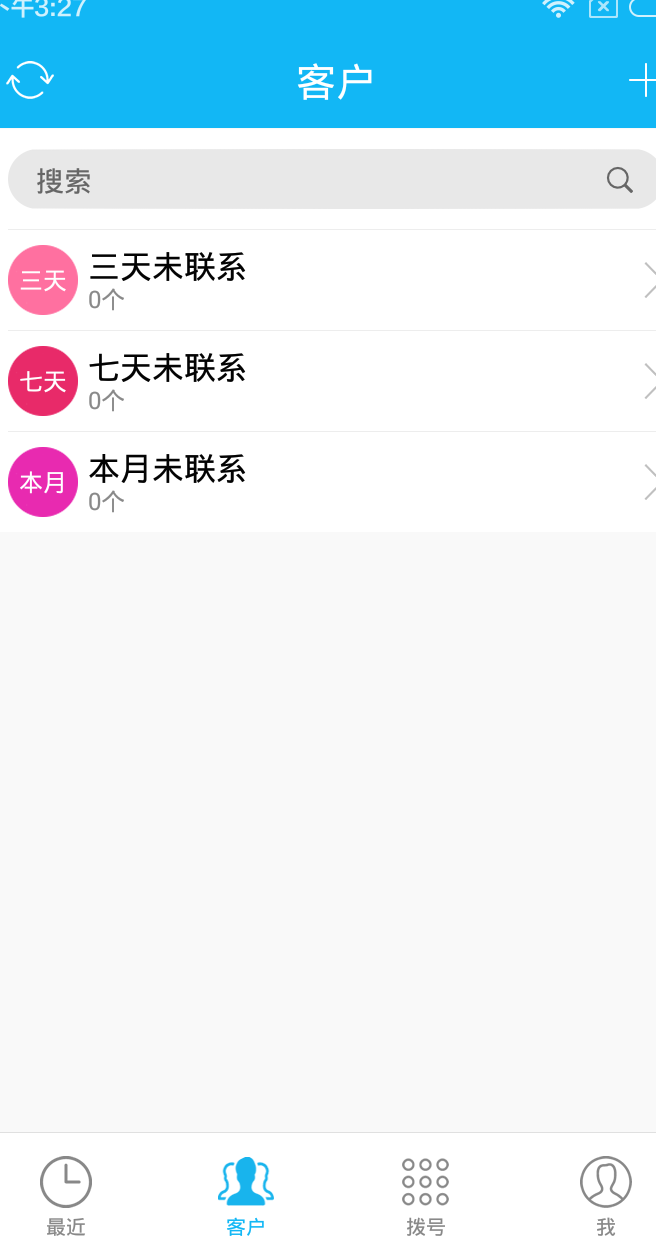 下午3:27
客户
搜索
三天
三天未联系
0个
七天
七天未联系
0个
本月
本月未联系
0个
最近
客户
拨号
我